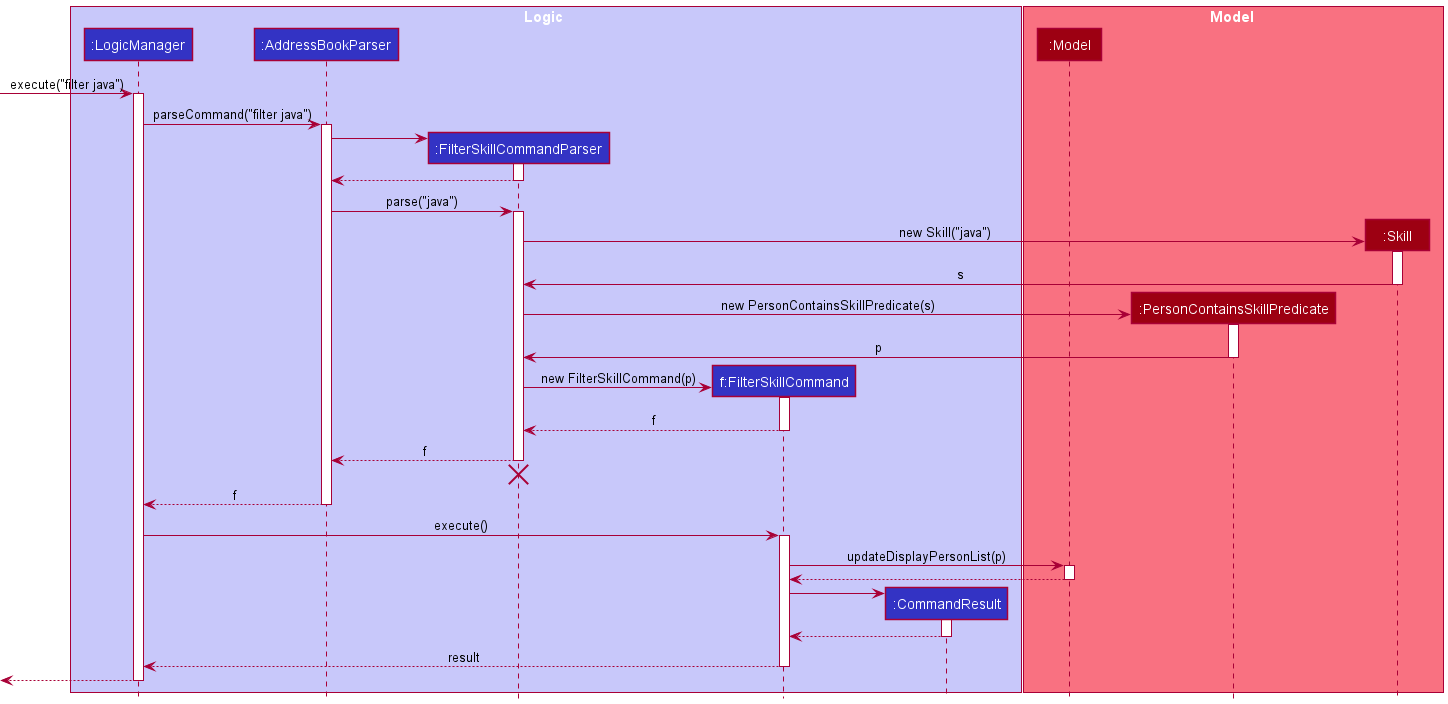 Logic
Model
:LogicManager
:AddressBookParser
:Model
execute("filter java")
parseCommand("filter java")
:FilterSkillCommandParser
parse("java")
new Skill("java")
:Skill
s
new PersonContainsSkillPredicate(s)
:PersonContainsSkillPredicate
p
new FilterSkillCommand(p)
f:FilterSkillCommand
f
f
f
execute()
updateDisplayPersonList(p)
:CommandResult
result